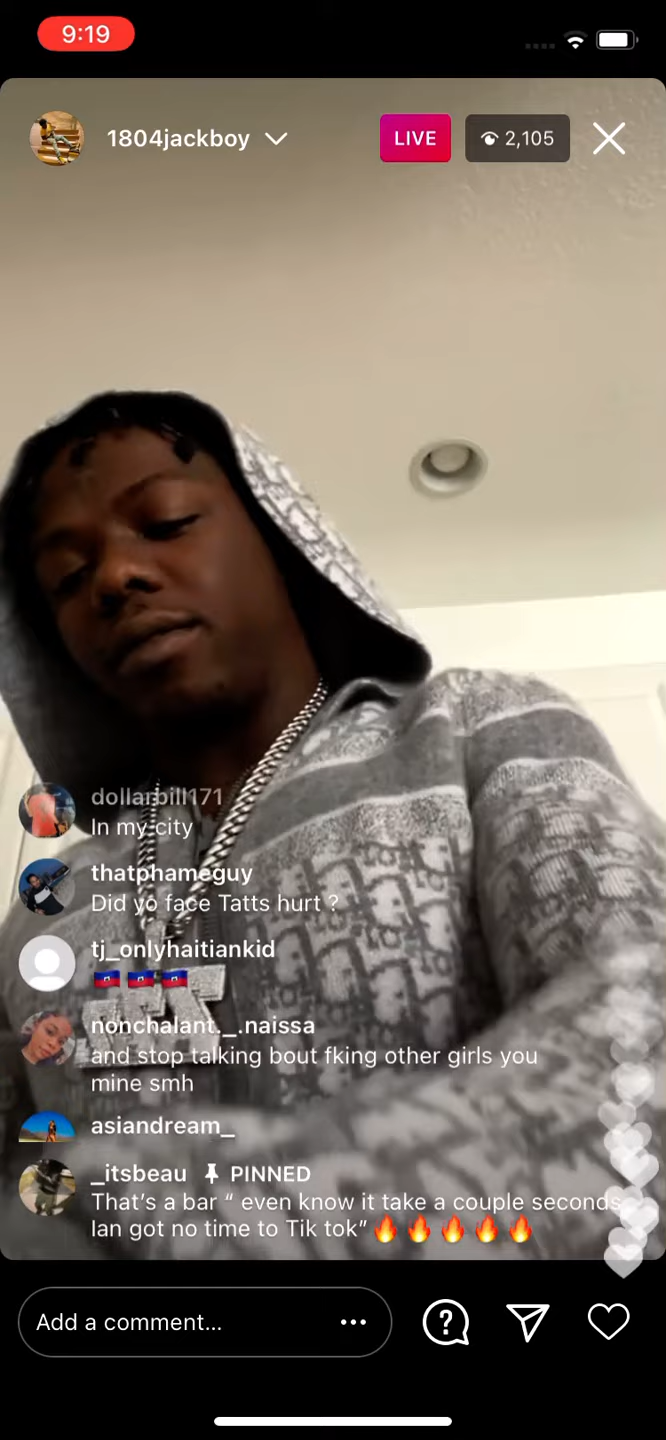 9:19
1804jackboy
LIVE
2,105
dollarbill171
In my city
thatphameguy
Did yo face Tatts hurt ?
tj_onlyhaitiankid
🇭🇹 🇭🇹 🇭🇹
nonchalant._.naissa
and stop talking bout fking other girls you
mine smh
asiandream_
_itsbeau PINNED
That’s a bar “ even know it take a couple seconds
Ian got no time to Tik tok” 🔥 🔥 🔥 🔥 🔥
Add a comment...